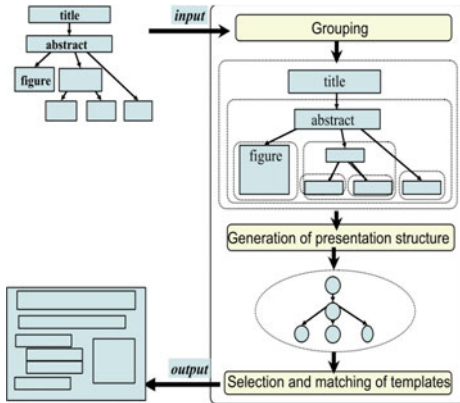 title
abstract
figure
input
Grouping
title
abstract
figure
Generation of presentation structure
output
Selection and matching of templates